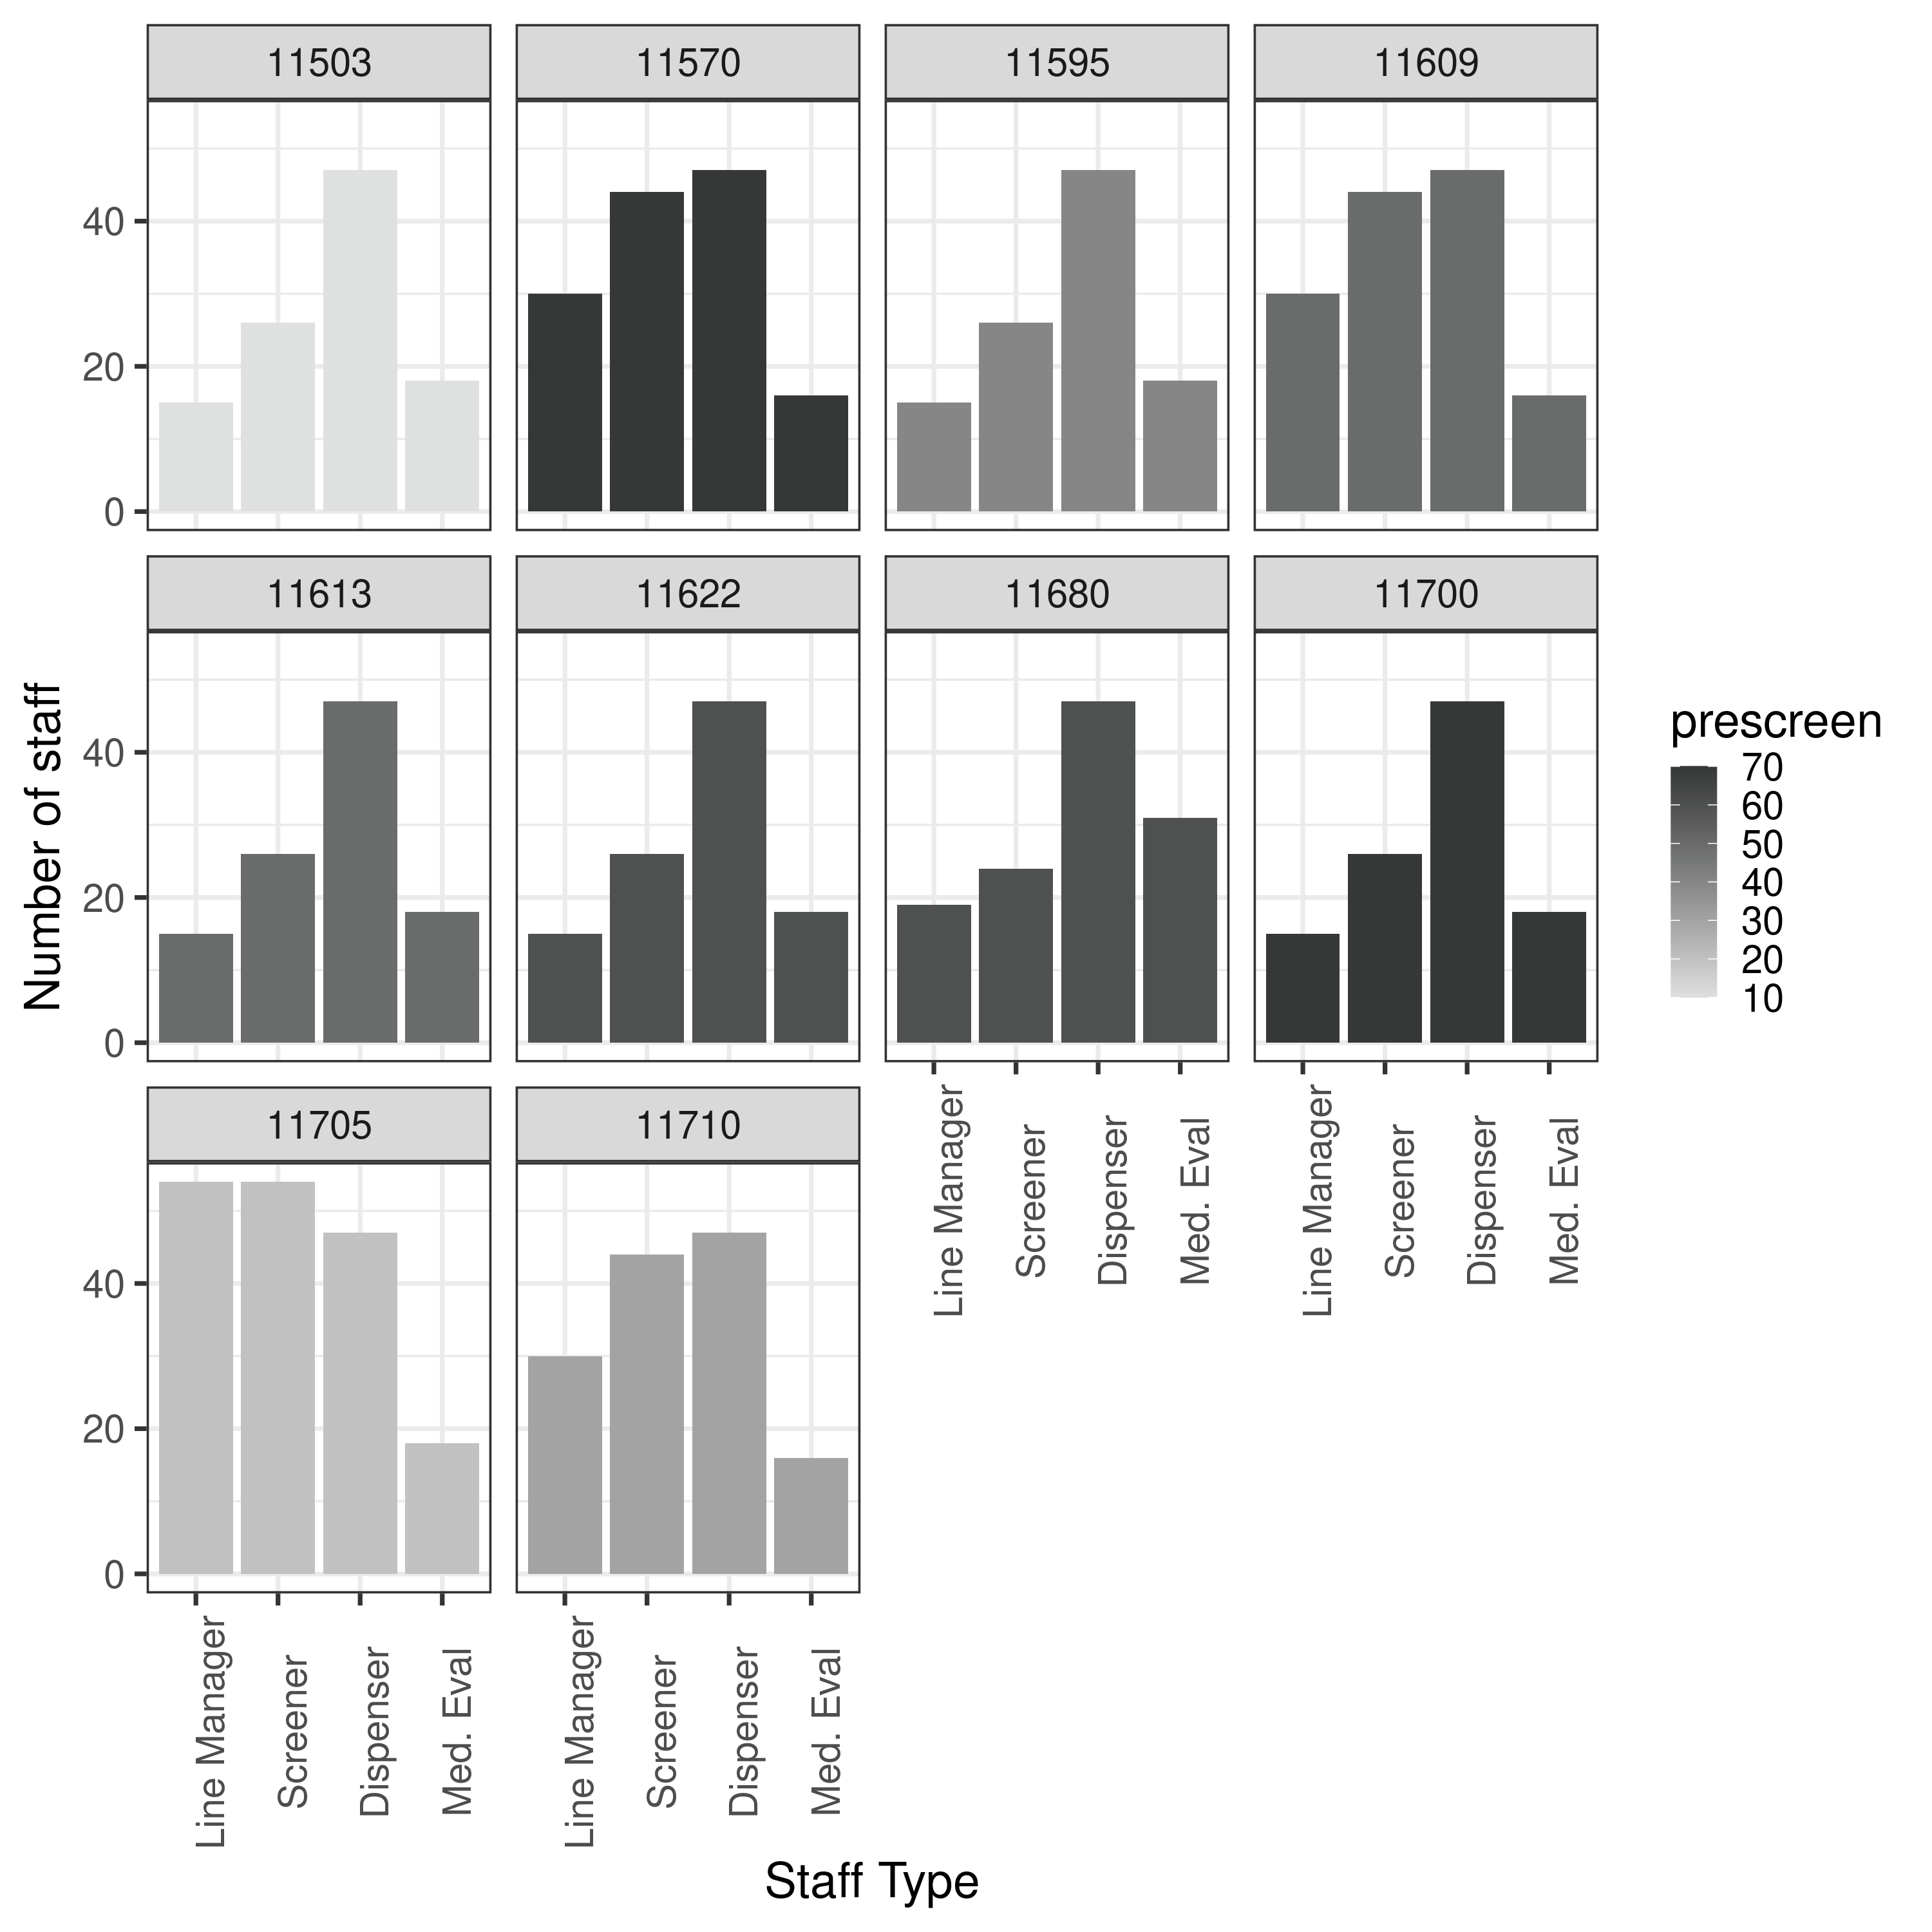 11503 11570 11595 11609
40
20
0
11613 11622 11680 11700
40
20
0
Line Manager Screener Dispenser Med. Eval Line Manager Screener Dispenser Med. Eval
11705 11710
40
20
0
Line Manager Screener Dispenser Med. Eval Line Manager Screener Dispenser Med. Eval
Staff Type
Number of staff
prescreen
70
60
50
40
30
20
10